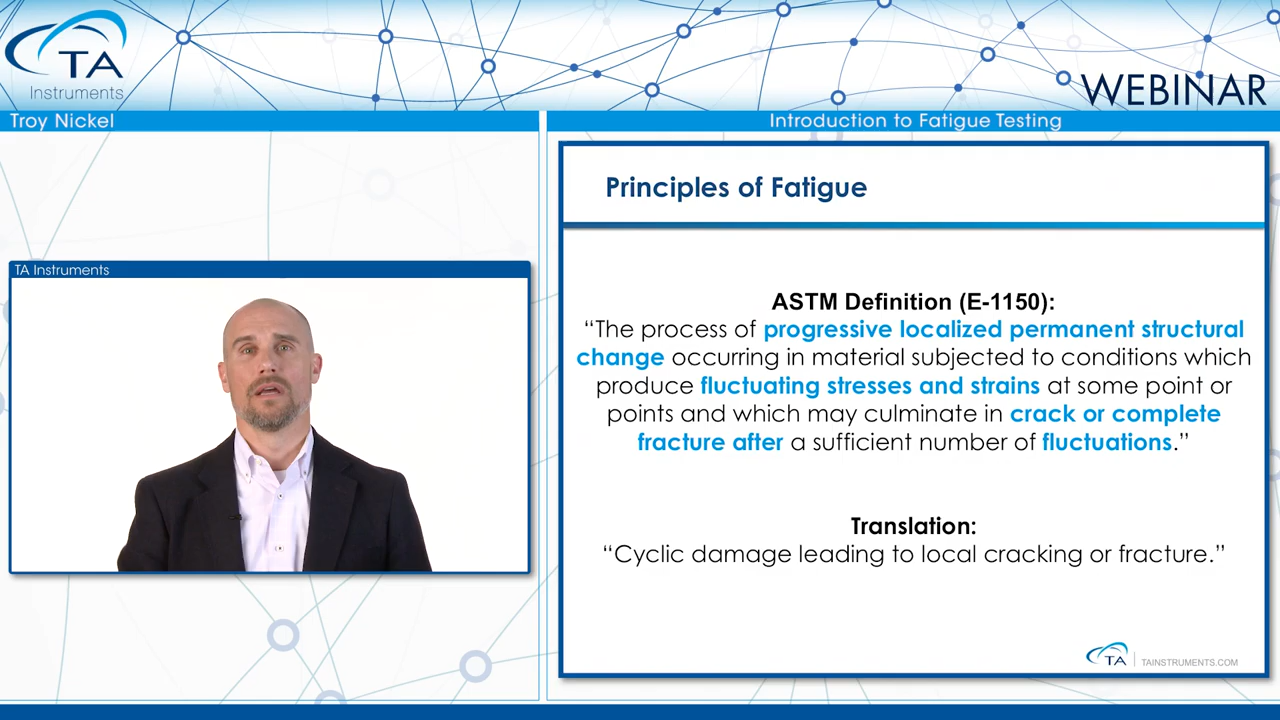 TA
Instruments
WEBINAR
Troy Nickel
Introduction to Fatigue Testing
TA Instruments
Principles of Fatigue
ASTM Definition (E-1150):
“The process of progressive localized permanent structural
change occurring in material subjected to conditions which
produce fluctuating stresses and strains at some point or
points and which may culminate in crack or complete
fracture after a sufficient number of fluctuations.”
Translation:
“Cyclic damage leading to local cracking or fracture.”
TA
TAINSTRUMENTS.COM